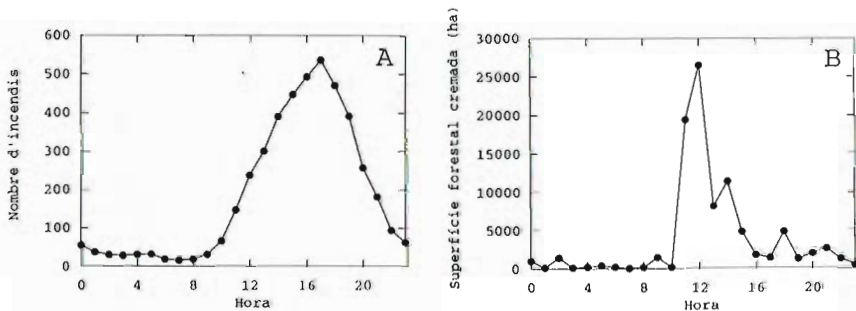 A
Nombre d'incendis
600
500
400
300
200
100
0
0 4 8 12 16 20
Hora
B
Superfície forestal cremada (ha)
30000
25000
20000
15000
10000
5000
0
0 4 8 12 16 20
Hora